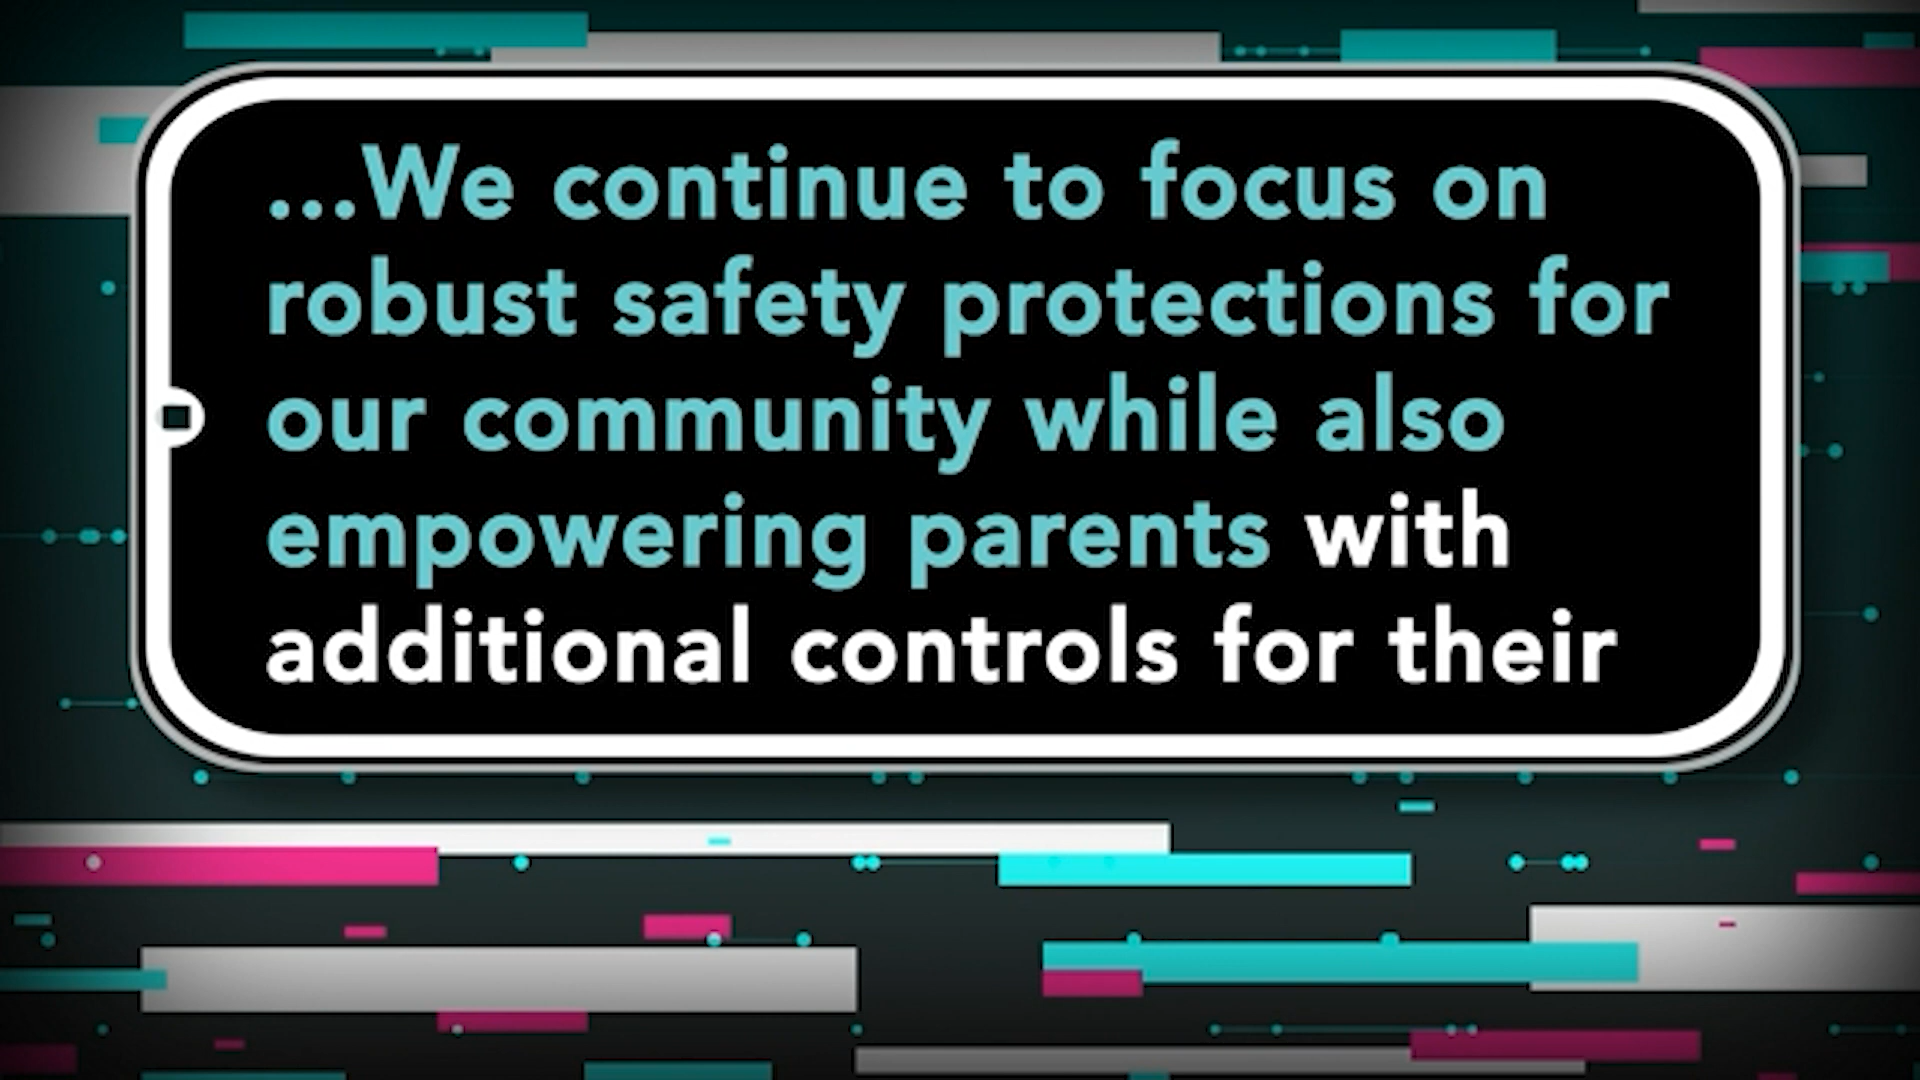 ...We continue to focus on
robust safety protections for
our community while also
empowering parents with
additional controls for their